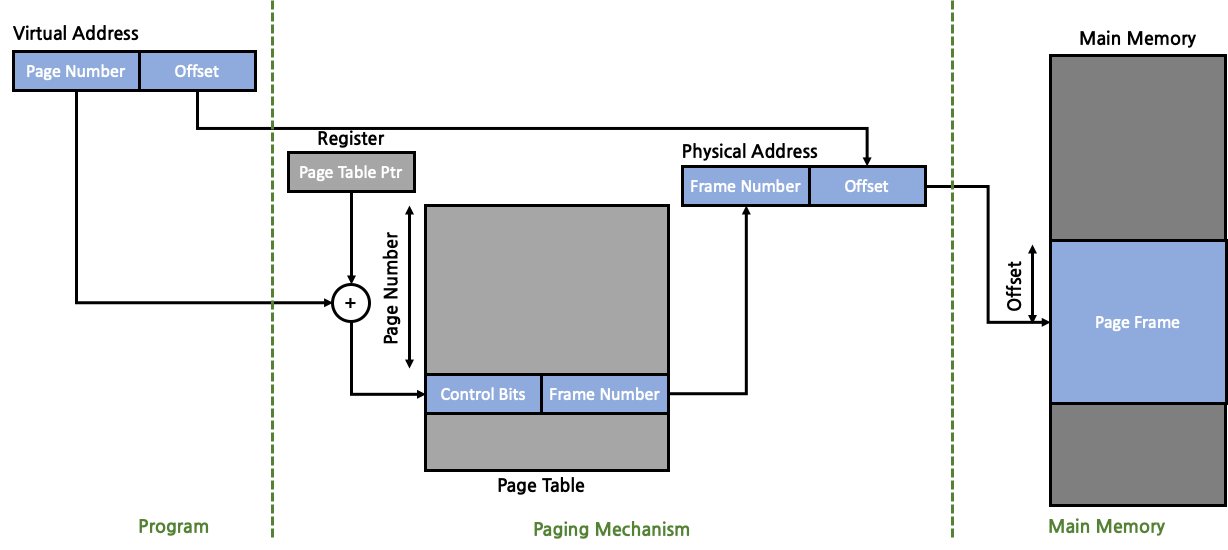 Virtual Address
Page Number
Offset
Register
Page Table Ptr
Page Number
+
Control Bits
Frame Number
Page Table
Physical Address
Frame Number
Offset
Main Memory
Offset
Page Frame
Program
Paging Mechanism
Main Memory